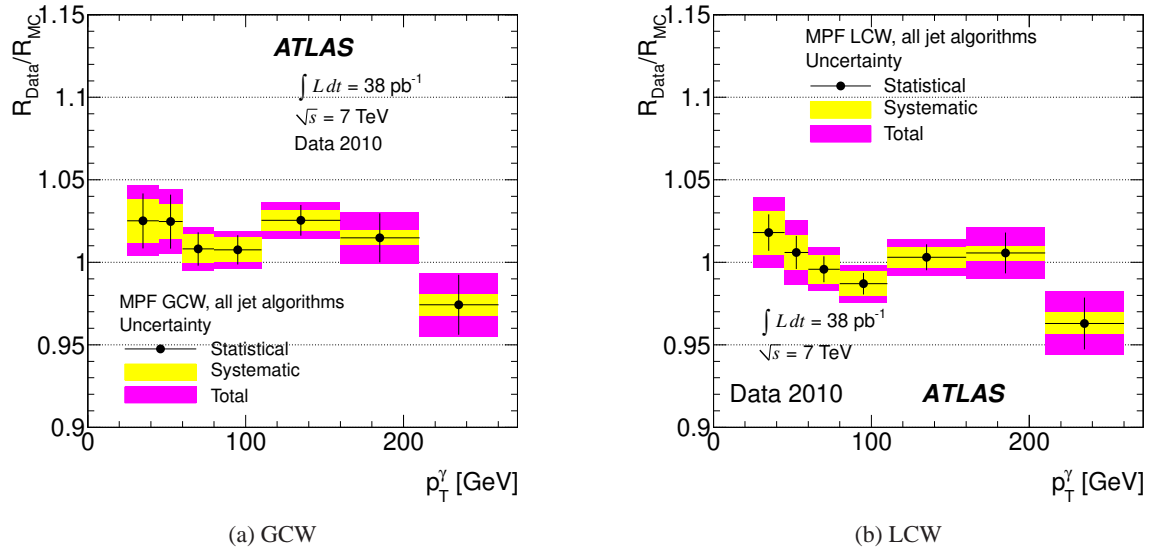 R_Data/R_MC
1.15
1.1
1.05
1
0.95
0.9
ATLAS
∫ L dt = 38 pb⁻¹
√s = 7 TeV
Data 2010
MPF GCW, all jet algorithms
Uncertainty
Statistical
Systematic
Total
0 100 200
p_T^γ [GeV]
(a) GCW
R_Data/R_MC
1.15
1.1
1.05
1
0.95
0.9
MPF LCW, all jet algorithms
Uncertainty
Statistical
Systematic
Total
∫ L dt = 38 pb⁻¹
√s = 7 TeV
Data 2010 ATLAS
0 100 200
p_T^γ [GeV]
(b) LCW